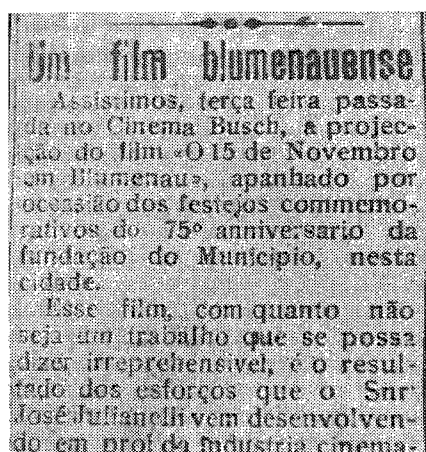 Um film blumenauense
Assistimos, terça feira passa-
da no Cinema Busch, a projec-
ção do film «O 15 de Novembro
em Blumenau», apanhado por
occasião dos festejos commemo-
rativos do 75º anniversario da
fundação do Municipio, nesta
cidade.
Esse film, com quanto não
seja um trabalho que se possa
dizer irreprehensivel, é o resul-
tado dos esforços que o Snr
José Julianelli vem desenvolven-
do em prol da Industria cinema-